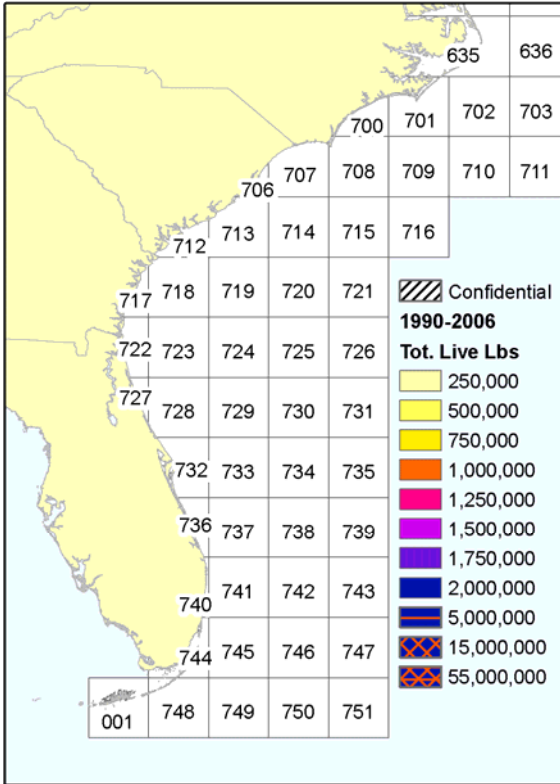 635 636
700 701 702 703
706 707 708 709 710 711
712 713 714 715 716
717 718 719 720 721
722 723 724 725 726
727 728 729 730 731
732 733 734 735
736 737 738 739
740 741 742 743
744 745 746 747
001 748 749 750 751
Confidential
1990-2006
Tot. Live Lbs
250,000
500,000
750,000
1,000,000
1,250,000
1,500,000
1,750,000
2,000,000
5,000,000
15,000,000
55,000,000